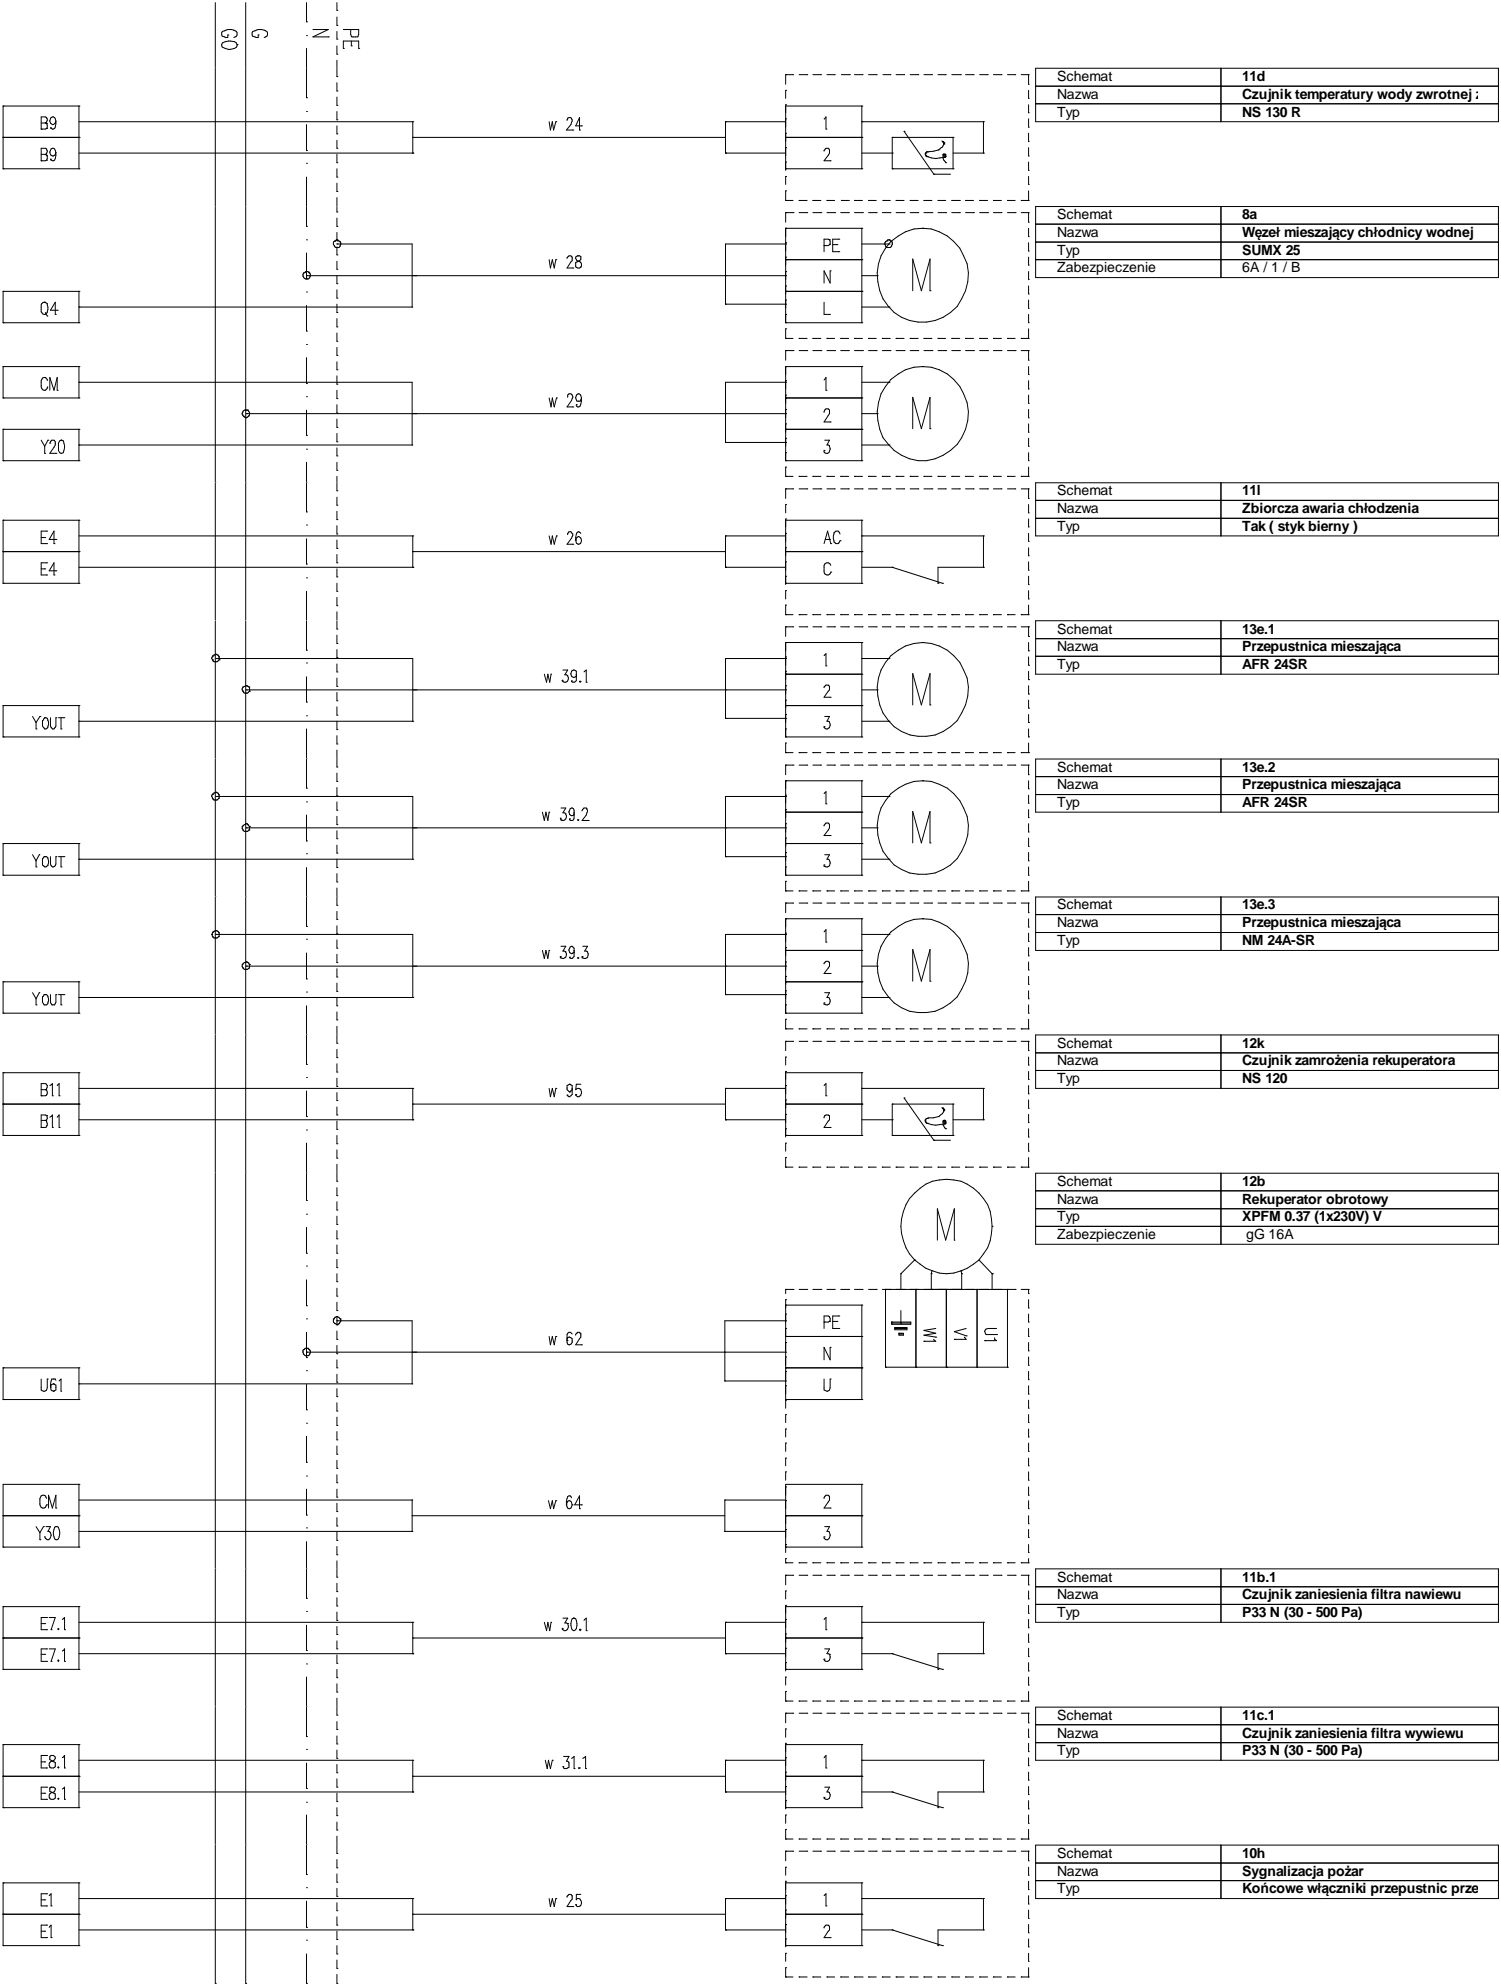 G0 G N PE
Schemat 11d
Nazwa Czujnik temperatury wody zwrotnej
Typ NS 130 R
B9 w 24 1
B9 2
Schemat 8a
Nazwa Węzeł mieszający chłodnicy wodnej
Typ SUMX 25
Zabezpieczenie 6A / 1 / B
PE
w 28 N M
Q4 L
CM 1
w 29 2 M
Y20 3
Schemat 11l
Nazwa Zbiorcza awaria chłodzenia
Typ Tak ( styk bierny )
E4 w 26 AC
E4 C
Schemat 13e.1
Nazwa Przepustnica mieszająca
Typ AFR 24SR
1
w 39.1 2 M
YOUT 3
Schemat 13e.2
Nazwa Przepustnica mieszająca
Typ AFR 24SR
1
w 39.2 2 M
YOUT 3
Schemat 13e.3
Nazwa Przepustnica mieszająca
Typ NM 24A-SR
1
w 39.3 2 M
YOUT 3
Schemat 12k
Nazwa Czujnik zamrożenia rekuperatora
Typ NS 120
B11 w 95 1
B11 2
Schemat 12b
Nazwa Rekuperator obrotowy
Typ XPFM 0.37 (1x230V) V
Zabezpieczenie gG 16A
M
W1 V1 U1
PE
w 62 N
U61 U
CM w 64 2
Y30 3
Schemat 11b.1
Nazwa Czujnik zaniesienia filtra nawiewu
Typ P33 N (30 - 500 Pa)
E7.1 w 30.1 1
E7.1 3
Schemat 11c.1
Nazwa Czujnik zaniesienia filtra wywiewu
Typ P33 N (30 - 500 Pa)
E8.1 w 31.1 1
E8.1 3
Schemat 10h
Nazwa Sygnalizacja pożar
Typ Końcowe włączniki przepustnic prze
E1 w 25 1
E1 2